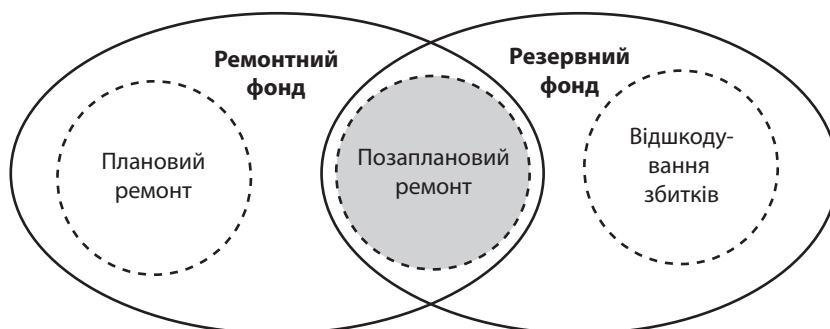 Ремонтний
фонд
Резервний
фонд
Плановий
ремонт
Позаплановий
ремонт
Відшкоду-
вання
збитків